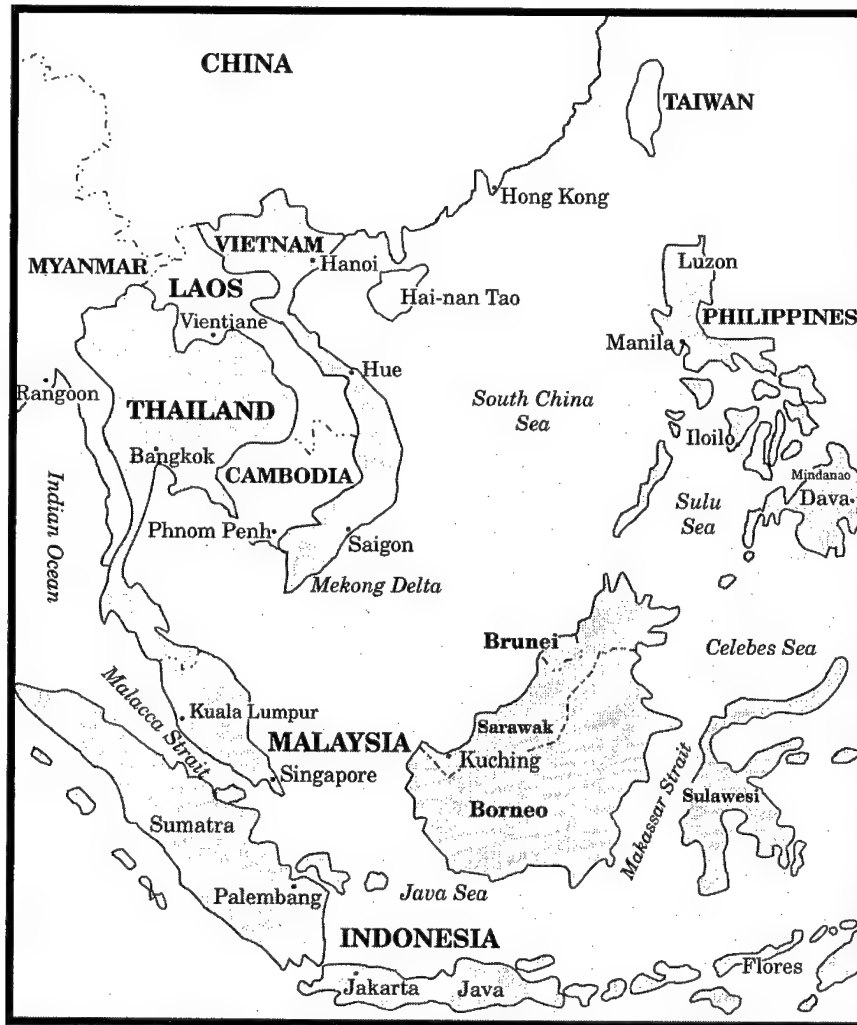 CHINA
TAIWAN
Hong Kong
VIETNAM
Hanoi
MYANMAR
LAOS
Hai-nan Tao
Luzon
Vientiane
PHILIPPINES
Manila
Hue
Rangoon
THAILAND
South China
Sea
Iloilo
Bangkok
CAMBODIA
Mindanao
Dava
Indian Ocean
Sulu
Sea
Phnom Penh
Saigon
Mekong Delta
Brunei
Celebes Sea
Malacca Strait
Kuala Lumpur
Sarawak
MALAYSIA
Kuching
Singapore
Makassar Strait
Sulawesi
Borneo
Sumatra
Palembang
Java Sea
INDONESIA
Flores
Jakarta
Java